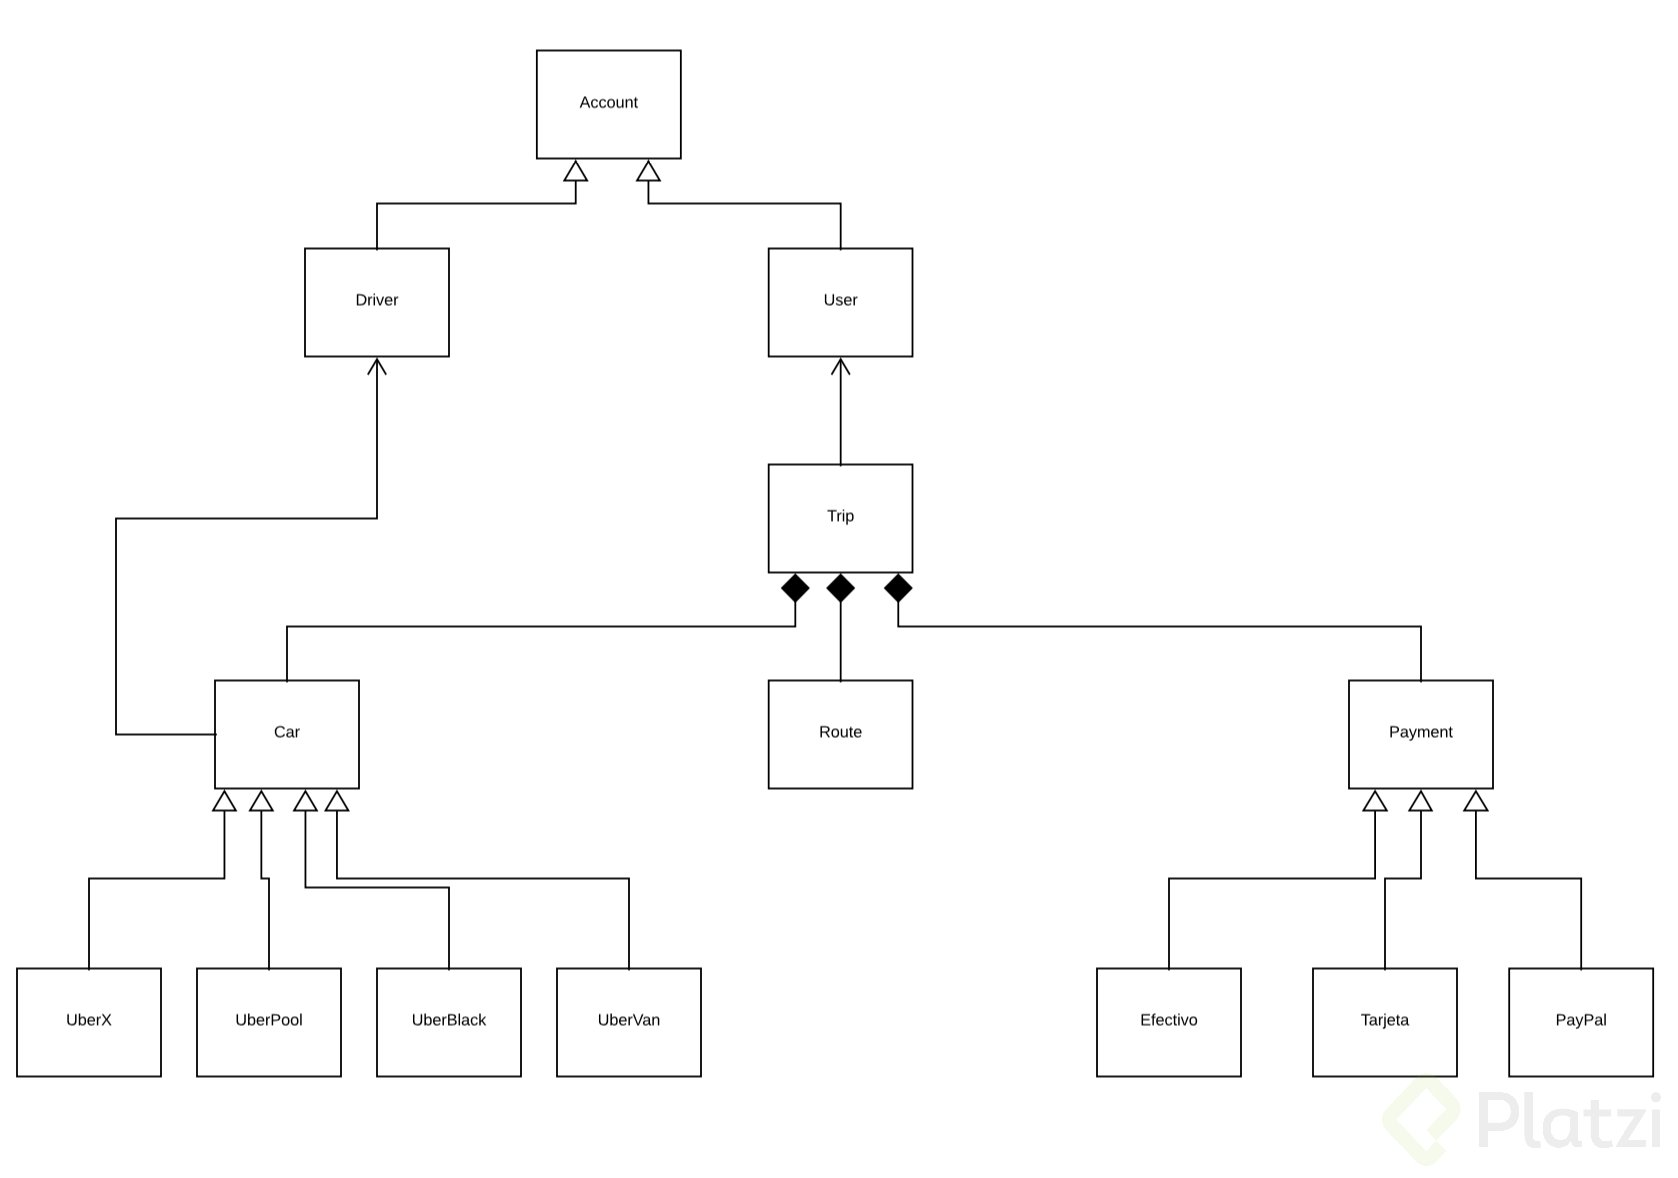 Account
Driver
User
Trip
Car
Route
Payment
UberX
UberPool
UberBlack
UberVan
Efectivo
Tarjeta
PayPal
Platzi